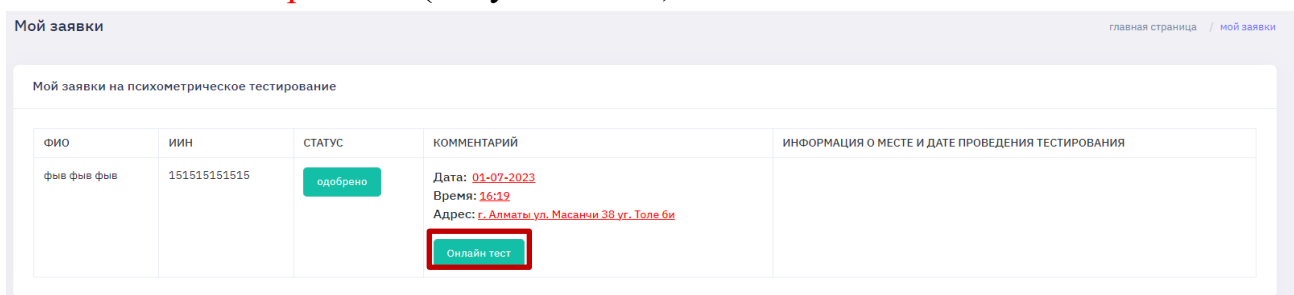 Мой заявки
главная страница / мой заявки
Мой заявки на психометрическое тестирование
ФИО ИИН СТАТУС КОММЕНТАРИЙ ИНФОРМАЦИЯ О МЕСТЕ И ДАТЕ ПРОВЕДЕНИЯ ТЕСТИРОВАНИЯ
фыв фыв фыв 151515151515 одобрено Дата: 01-07-2023
Время: 16:19
Адрес: г. Алматы ул. Масанчи 38 уг. Толе би
Онлайн тест